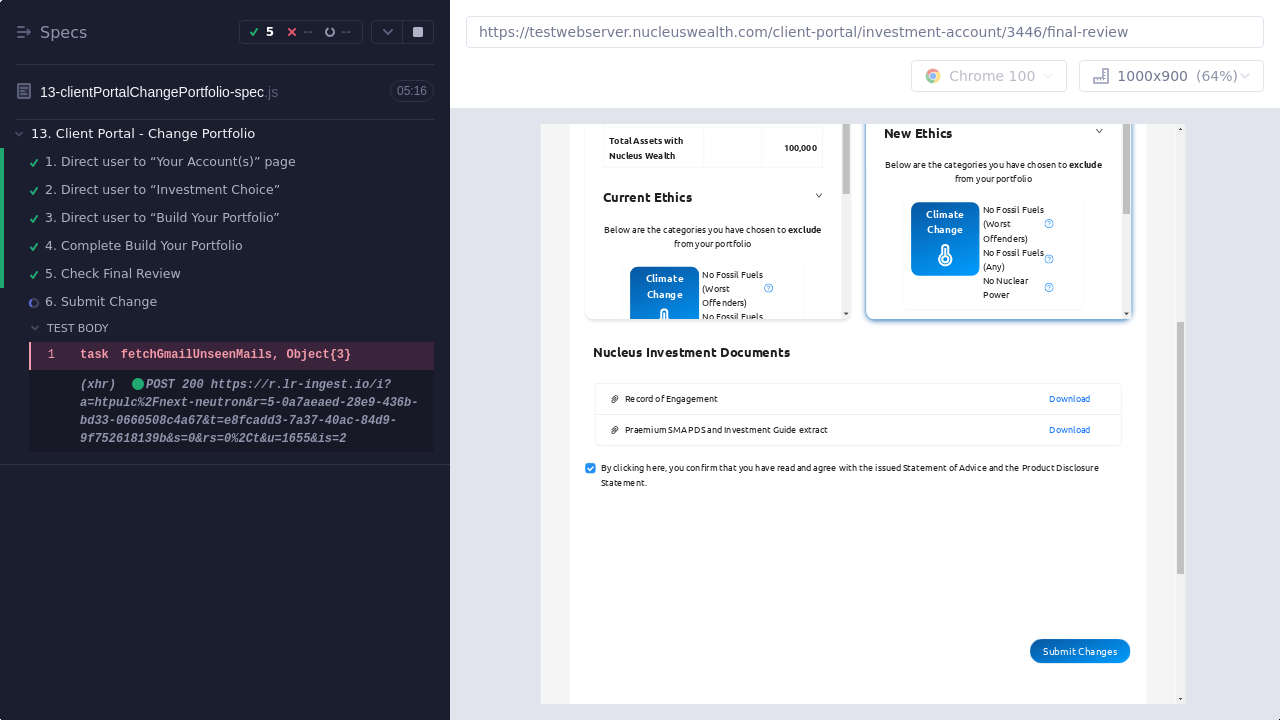 Specs
5
--
--
https://testwebserver.nucleuswealth.com/client-portal/investment-account/3446/final-review
Chrome 100
1000x900 (64%)
13-clientPortalChangePortfolio-spec.js
05:16
13. Client Portal - Change Portfolio
1. Direct user to “Your Account(s)” page
2. Direct user to “Investment Choice”
3. Direct user to “Build Your Portfolio”
4. Complete Build Your Portfolio
5. Check Final Review
6. Submit Change
TEST BODY
1 task fetchGmailUnseenMails, Object{3}
(xhr) POST 200 https://r.lr-ingest.io/i?
a=htpulc%2Fnext-neutron&r=5-0a7aeaed-28e9-436b-
bd33-0660508c4a67&t=e8fcadd3-7a37-40ac-84d9-
9f752618139b&s=0&rs=0%2Ct&u=1655&is=2
Total Assets with
Nucleus Wealth
100,000
Current Ethics
Below are the categories you have chosen to exclude
from your portfolio
Climate
Change
No Fossil Fuels
(Worst
Offenders)
No Fossil Fuels
New Ethics
Below are the categories you have chosen to exclude
from your portfolio
Climate
Change
No Fossil Fuels
(Worst
Offenders)
No Fossil Fuels
(Any)
No Nuclear
Power
Nucleus Investment Documents
Record of Engagement Download
Praemium SMA PDS and Investment Guide extract Download
By clicking here, you confirm that you have read and agree with the issued Statement of Advice and the Product Disclosure
Statement.
Submit Changes